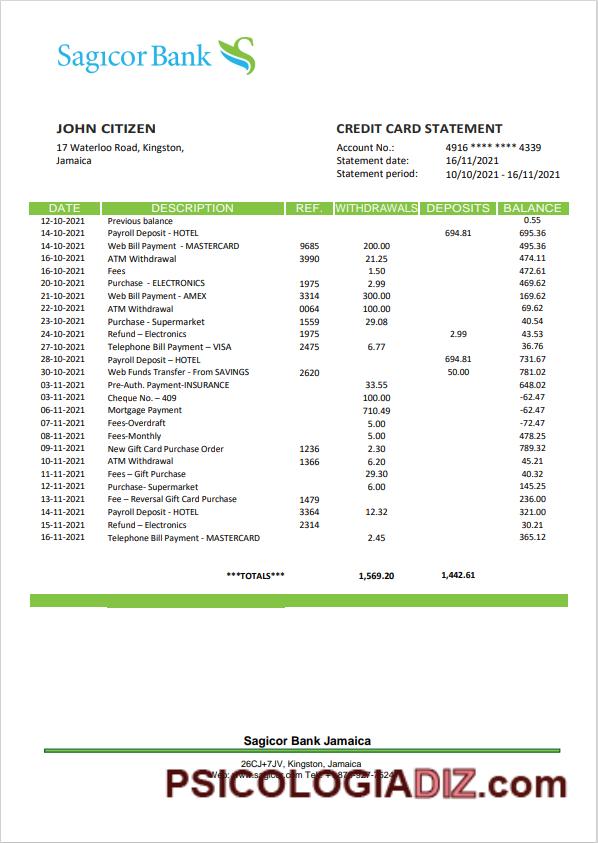 Sagicor Bank
JOHN CITIZEN
17 Waterloo Road, Kingston,
Jamaica
CREDIT CARD STATEMENT
Account No.: 4916 **** **** 4339
Statement date: 16/11/2021
Statement period: 10/10/2021 - 16/11/2021
DATE DESCRIPTION REF. WITHDRAWALS DEPOSITS BALANCE
12-10-2021 Previous balance 0.55
14-10-2021 Payroll Deposit - HOTEL 694.81 695.36
14-10-2021 Web Bill Payment - MASTERCARD 9685 200.00 495.36
16-10-2021 ATM Withdrawal 3990 21.25 474.11
16-10-2021 Fees 1.50 472.61
20-10-2021 Purchase - ELECTRONICS 1975 2.99 469.62
21-10-2021 Web Bill Payment - AMEX 3314 300.00 169.62
22-10-2021 ATM Withdrawal 0064 100.00 69.62
23-10-2021 Purchase - Supermarket 1559 29.08 40.54
24-10-2021 Refund – Electronics 1975 2.99 43.53
27-10-2021 Telephone Bill Payment – VISA 2475 6.77 36.76
28-10-2021 Payroll Deposit – HOTEL 694.81 731.67
30-10-2021 Web Funds Transfer - From SAVINGS 2620 50.00 781.02
03-11-2021 Pre-Auth. Payment-INSURANCE 33.55 648.02
03-11-2021 Cheque No. – 409 100.00 -62.47
06-11-2021 Mortgage Payment 710.49 -62.47
07-11-2021 Fees-Overdraft 5.00 -72.47
08-11-2021 Fees-Monthly 5.00 478.25
09-11-2021 New Gift Card Purchase Order 1236 2.30 789.32
10-11-2021 ATM Withdrawal 1366 6.20 45.21
11-11-2021 Fees – Gift Purchase 29.30 40.32
12-11-2021 Purchase- Supermarket 6.00 145.25
13-11-2021 Fee – Reversal Gift Card Purchase 1479 236.00
14-11-2021 Payroll Deposit - HOTEL 3364 12.32 321.00
15-11-2021 Refund – Electronics 2314 30.21
16-11-2021 Telephone Bill Payment - MASTERCARD 2.45 365.12
***TOTALS*** 1,569.20 1,442.61
Sagicor Bank Jamaica
26CJ+7JV, Kingston, Jamaica
PSICOLOGIADIZ.com